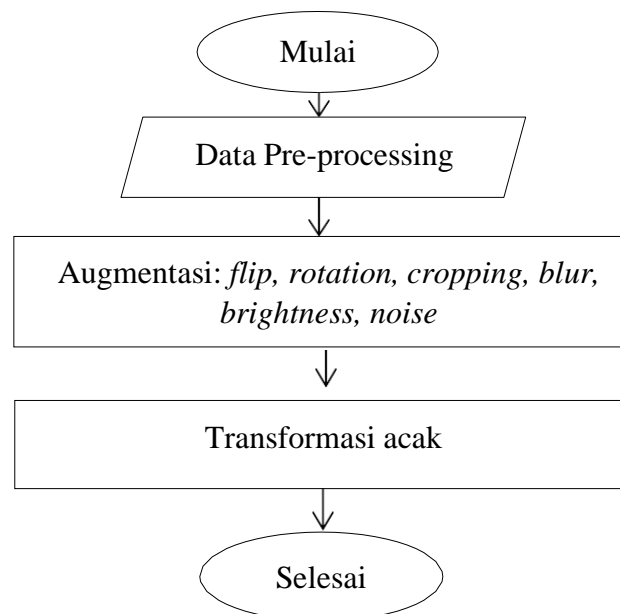 Mulai
Data Pre-processing
Augmentasi: flip, rotation, cropping, blur,
brightness, noise
Transformasi acak
Selesai